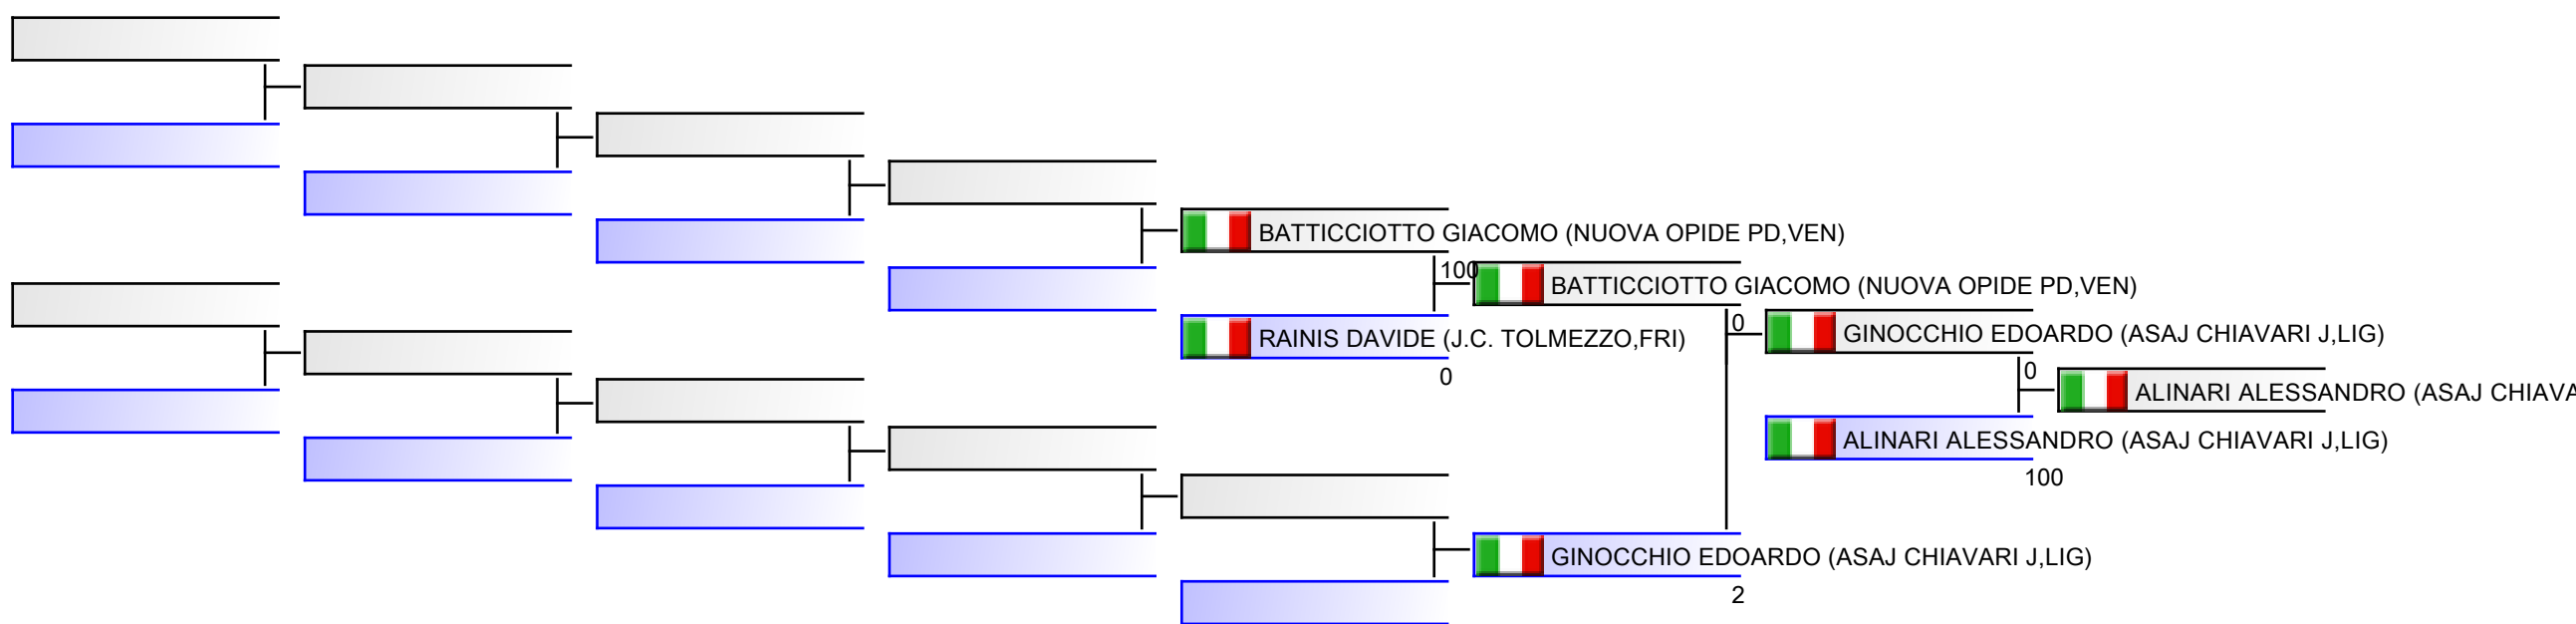 BATTICCIOTTO GIACOMO (NUOVA OPIDE PD,VEN)
100
BATTICCIOTTO GIACOMO (NUOVA OPIDE PD,VEN)
0
GINOCCHIO EDOARDO (ASAJ CHIAVARI J,LIG)
RAINIS DAVIDE (J.C. TOLMEZZO,FRI)
0
0
ALINARI ALESSANDRO (ASAJ CHIAVA
ALINARI ALESSANDRO (ASAJ CHIAVARI J,LIG)
100
GINOCCHIO EDOARDO (ASAJ CHIAVARI J,LIG)
2